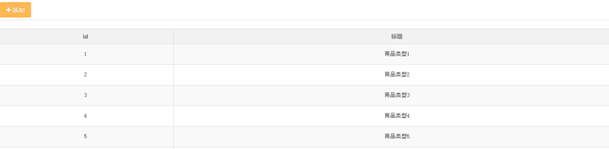 + 添加
id 标题
1 商品类型1
2 商品类型2
3 商品类型3
4 商品类型4
5 商品类型5